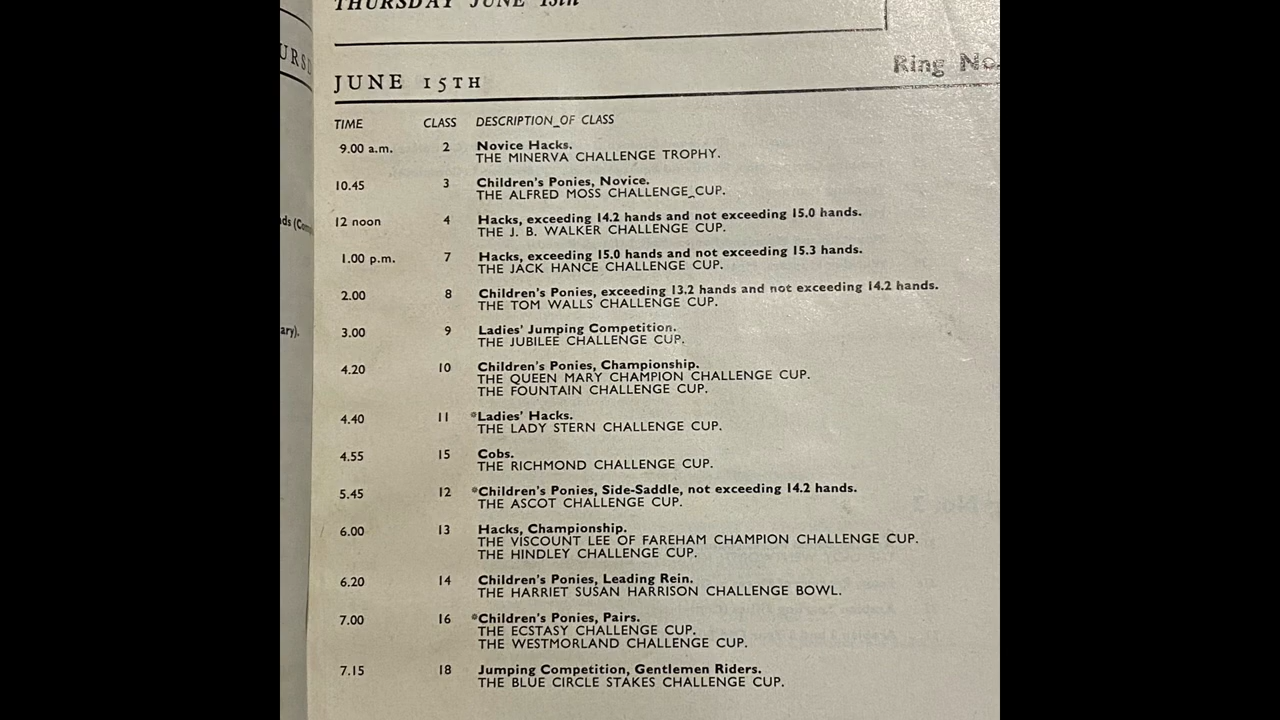 THURSDAY JUNE 15th
URSD
Ring No.
JUNE 15TH
TIME CLASS DESCRIPTION OF CLASS
9.00 a.m. 2 Novice Hacks.
THE MINERVA CHALLENGE TROPHY.
10.45 3 Children's Ponies, Novice.
THE ALFRED MOSS CHALLENGE CUP.
12 noon 4 Hacks, exceeding 14.2 hands and not exceeding 15.0 hands.
THE J. B. WALKER CHALLENGE CUP.
1.00 p.m. 7 Hacks, exceeding 15.0 hands and not exceeding 15.3 hands.
THE JACK HANCE CHALLENGE CUP.
2.00 8 Children's Ponies, exceeding 13.2 hands and not exceeding 14.2 hands.
THE TOM WALLS CHALLENGE CUP.
3.00 9 Ladies' Jumping Competition.
THE JUBILEE CHALLENGE CUP.
4.20 10 Children's Ponies, Championship.
THE QUEEN MARY CHAMPION CHALLENGE CUP.
THE FOUNTAIN CHALLENGE CUP.
4.40 11 *Ladies' Hacks.
THE LADY STERN CHALLENGE CUP.
4.55 15 Cobs.
THE RICHMOND CHALLENGE CUP.
5.45 12 *Children's Ponies, Side-Saddle, not exceeding 14.2 hands.
THE ASCOT CHALLENGE CUP.
6.00 13 Hacks, Championship.
THE VISCOUNT LEE OF FAREHAM CHAMPION CHALLENGE CUP.
THE HINDLEY CHALLENGE CUP.
6.20 14 Children's Ponies, Leading Rein.
THE HARRIET SUSAN HARRISON CHALLENGE BOWL.
7.00 16 *Children's Ponies, Pairs.
THE ECSTASY CHALLENGE CUP.
THE WESTMORLAND CHALLENGE CUP.
7.15 18 Jumping Competition, Gentlemen Riders.
THE BLUE CIRCLE STAKES CHALLENGE CUP.